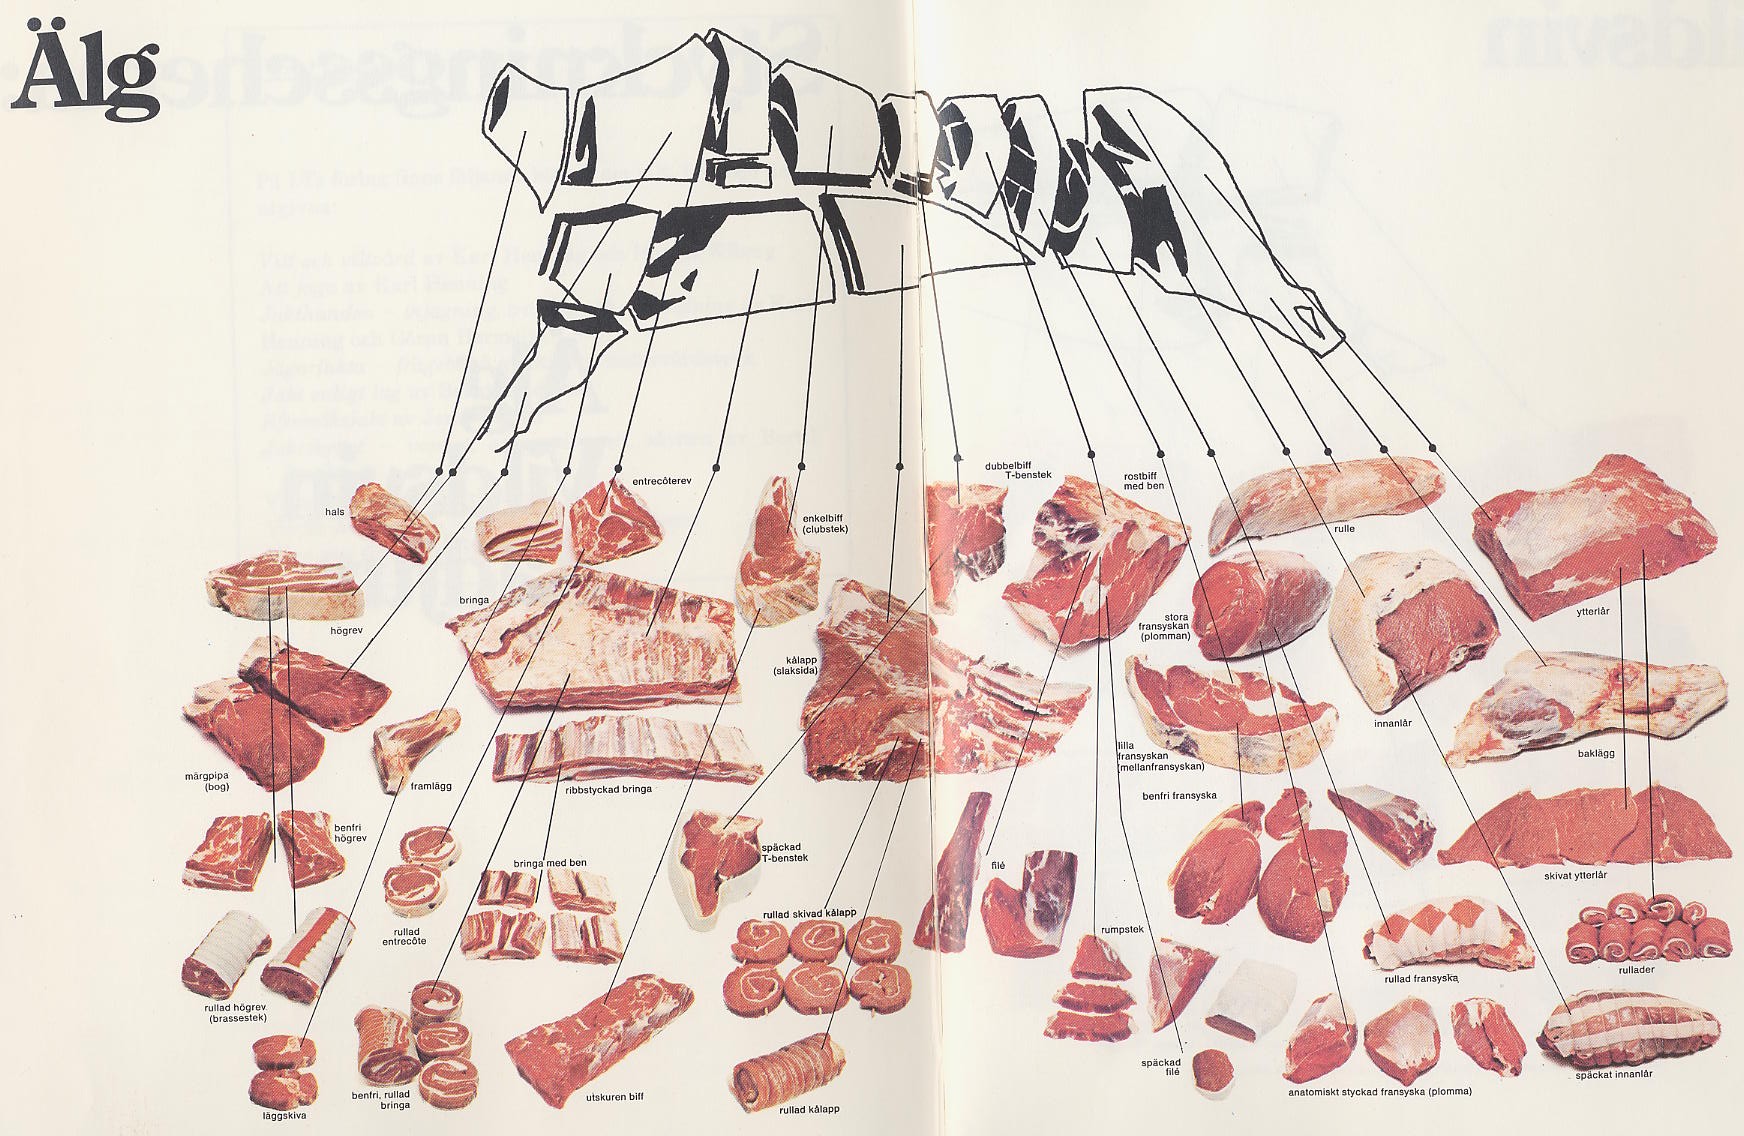 Älg
entrecôterev
dubbelbiff
T-benstek
rostbiff
med ben
hals
enkelbiff
(clubstek)
rulle
högrev
bringa
stora
fransyskan
(plomman)
ytterlår
kålapp
(slaksida)
innanlår
lilla
fransyskan
(mellanfransyskan)
baklägg
märgpipa
(bog)
framlägg
ribbstyckad bringa
benfri fransyska
benfri
högrev
bringa med ben
späckad
T-benstek
filé
skivat ytterlår
rullad
entrecôte
rullad skivad kålapp
rumpstek
rullad fransyska
rullader
rullad högrev
(brassestek)
späckad
filé
läggskiva
benfri, rullad
bringa
utskuren biff
rullad kålapp
anatomiskt styckad fransyska (plomma)
späckat innanlår